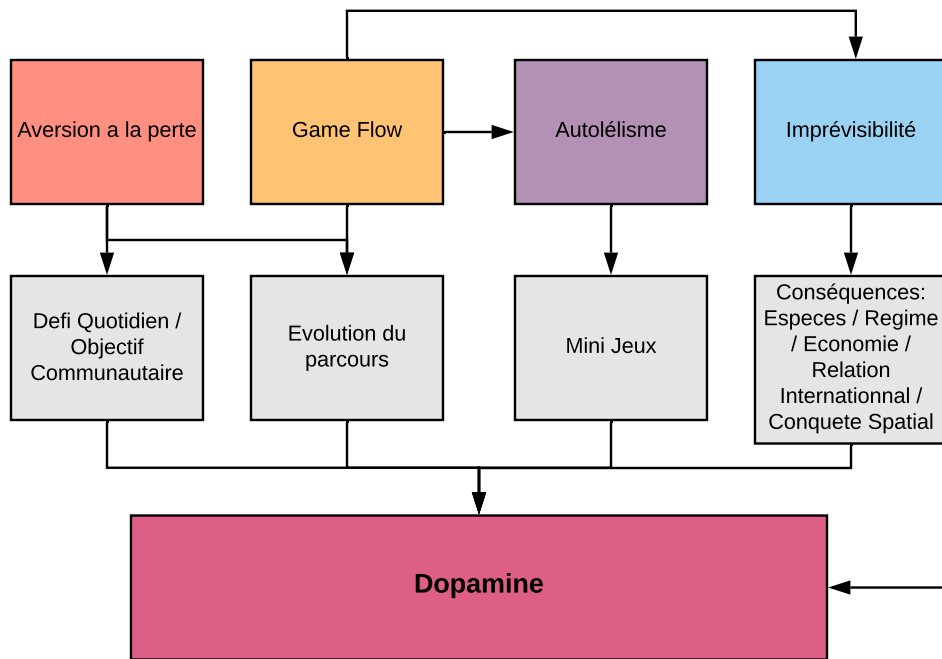 Aversion a la perte
Game Flow
Autolélisme
Imprévisibilité
Defi Quotidien /
Objectif
Communautaire
Evolution du
parcours
Mini Jeux
Conséquences:
Especes / Regime
/ Economie /
Relation
Internationnal /
Conquete Spatial
Dopamine